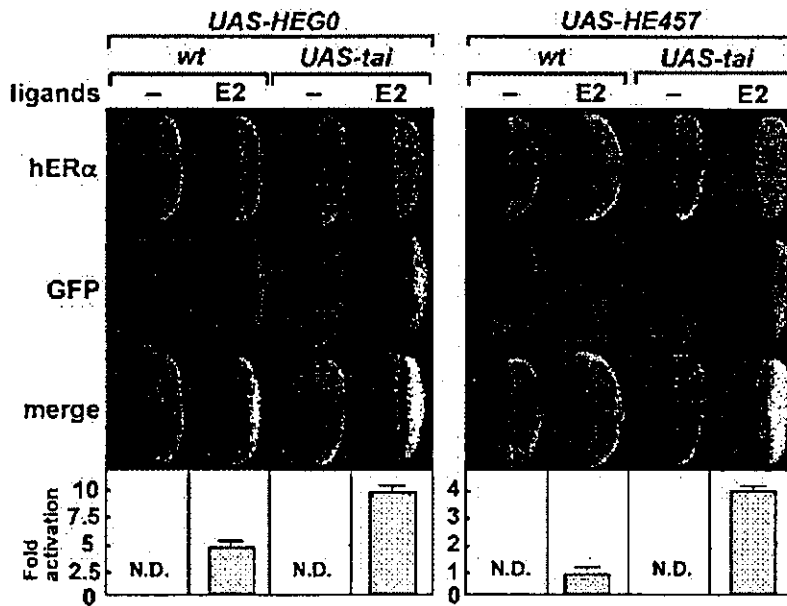 UAS-HEG0 UAS-HE457
wt UAS-tai wt UAS-tai
ligands – E2 – E2 – E2 – E2
hERα
GFP
merge
Fold activation
10
7.5
5
2.5
0
N.D. N.D.
4
3
2
1
0
N.D. N.D.